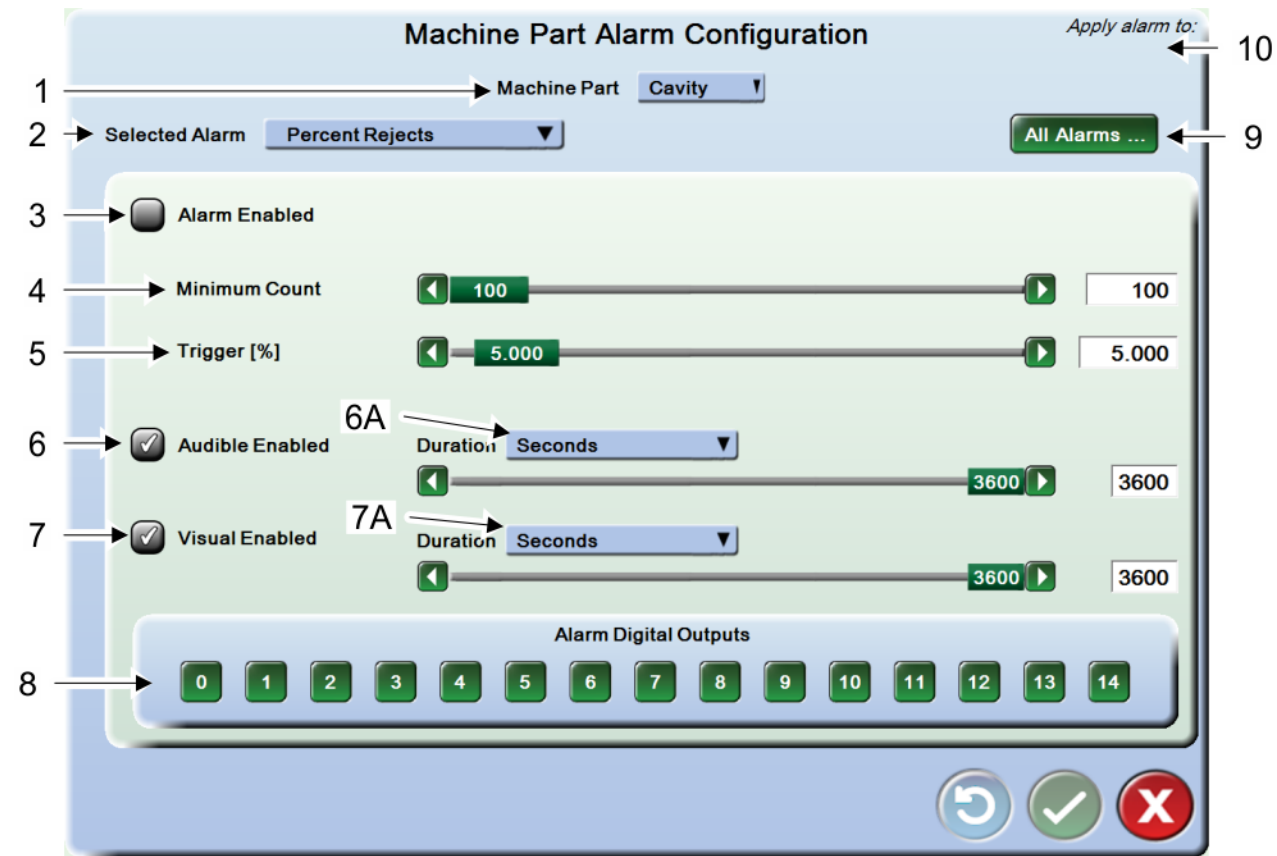 Machine Part Alarm Configuration
Apply alarm to:
10
1
Machine Part Cavity
2
Selected Alarm Percent Rejects
All Alarms ...
9
3
Alarm Enabled
4
Minimum Count 100 100
5
Trigger [%] 5.000 5.000
6A
6
Audible Enabled Duration Seconds
3600 3600
7A
7
Visual Enabled Duration Seconds
3600 3600
Alarm Digital Outputs
8
0 1 2 3 4 5 6 7 8 9 10 11 12 13 14
X